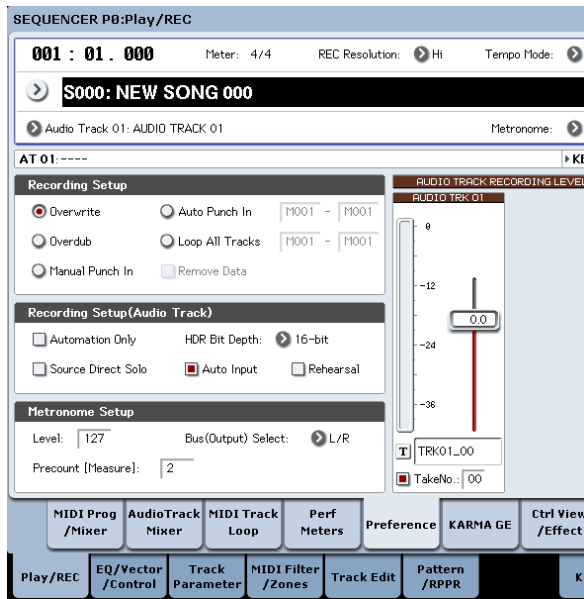 SEQUENCER P0:Play/REC
001 : 01 . 000 Meter: 4/4 REC Resolution: Hi Tempo Mode:
S000: NEW SONG 000
Audio Track 01: AUDIO TRACK 01 Metronome:
AT 01:----
Recording Setup
Overwrite Auto Punch In M001 - M001
Overdub Loop All Tracks M001 - M001
Manual Punch In Remove Data
Recording Setup(Audio Track)
Automation Only HDR Bit Depth: 16-bit
Source Direct Solo Auto Input Rehearsal
Metronome Setup
Level: 127 Bus(Output) Select: L/R
Precount [Measure]: 2
AUDIO TRACK RECORDING LEVEL
AUDIO TRK 01
0
-12
0.0
-24
-36
T TRK01_00
TakeNo.: 00
MIDI Prog /Mixer
AudioTrack Mixer
MIDI Track Loop
Perf Meters
Preference
KARMA GE
Ctrl View /Effect
Play/REC
EQ/Vector /Control
Track Parameter
MIDI Filter /Zones
Track Edit
Pattern /RPPR